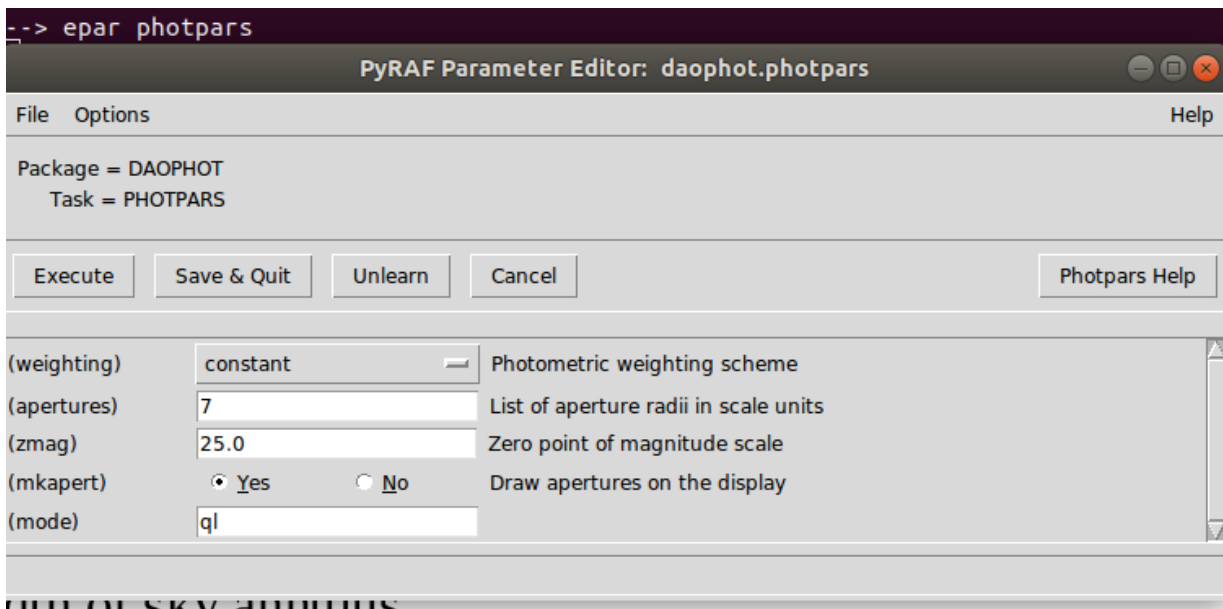 --> epar photpars
PyRAF Parameter Editor: daophot.photpars
File Options Help
Package = DAOPHOT
Task = PHOTPARS
Execute Save & Quit Unlearn Cancel Photpars Help
(weighting) constant Photometric weighting scheme
(apertures) 7 List of aperture radii in scale units
(zmag) 25.0 Zero point of magnitude scale
(mkapert) Yes No Draw apertures on the display
(mode) ql